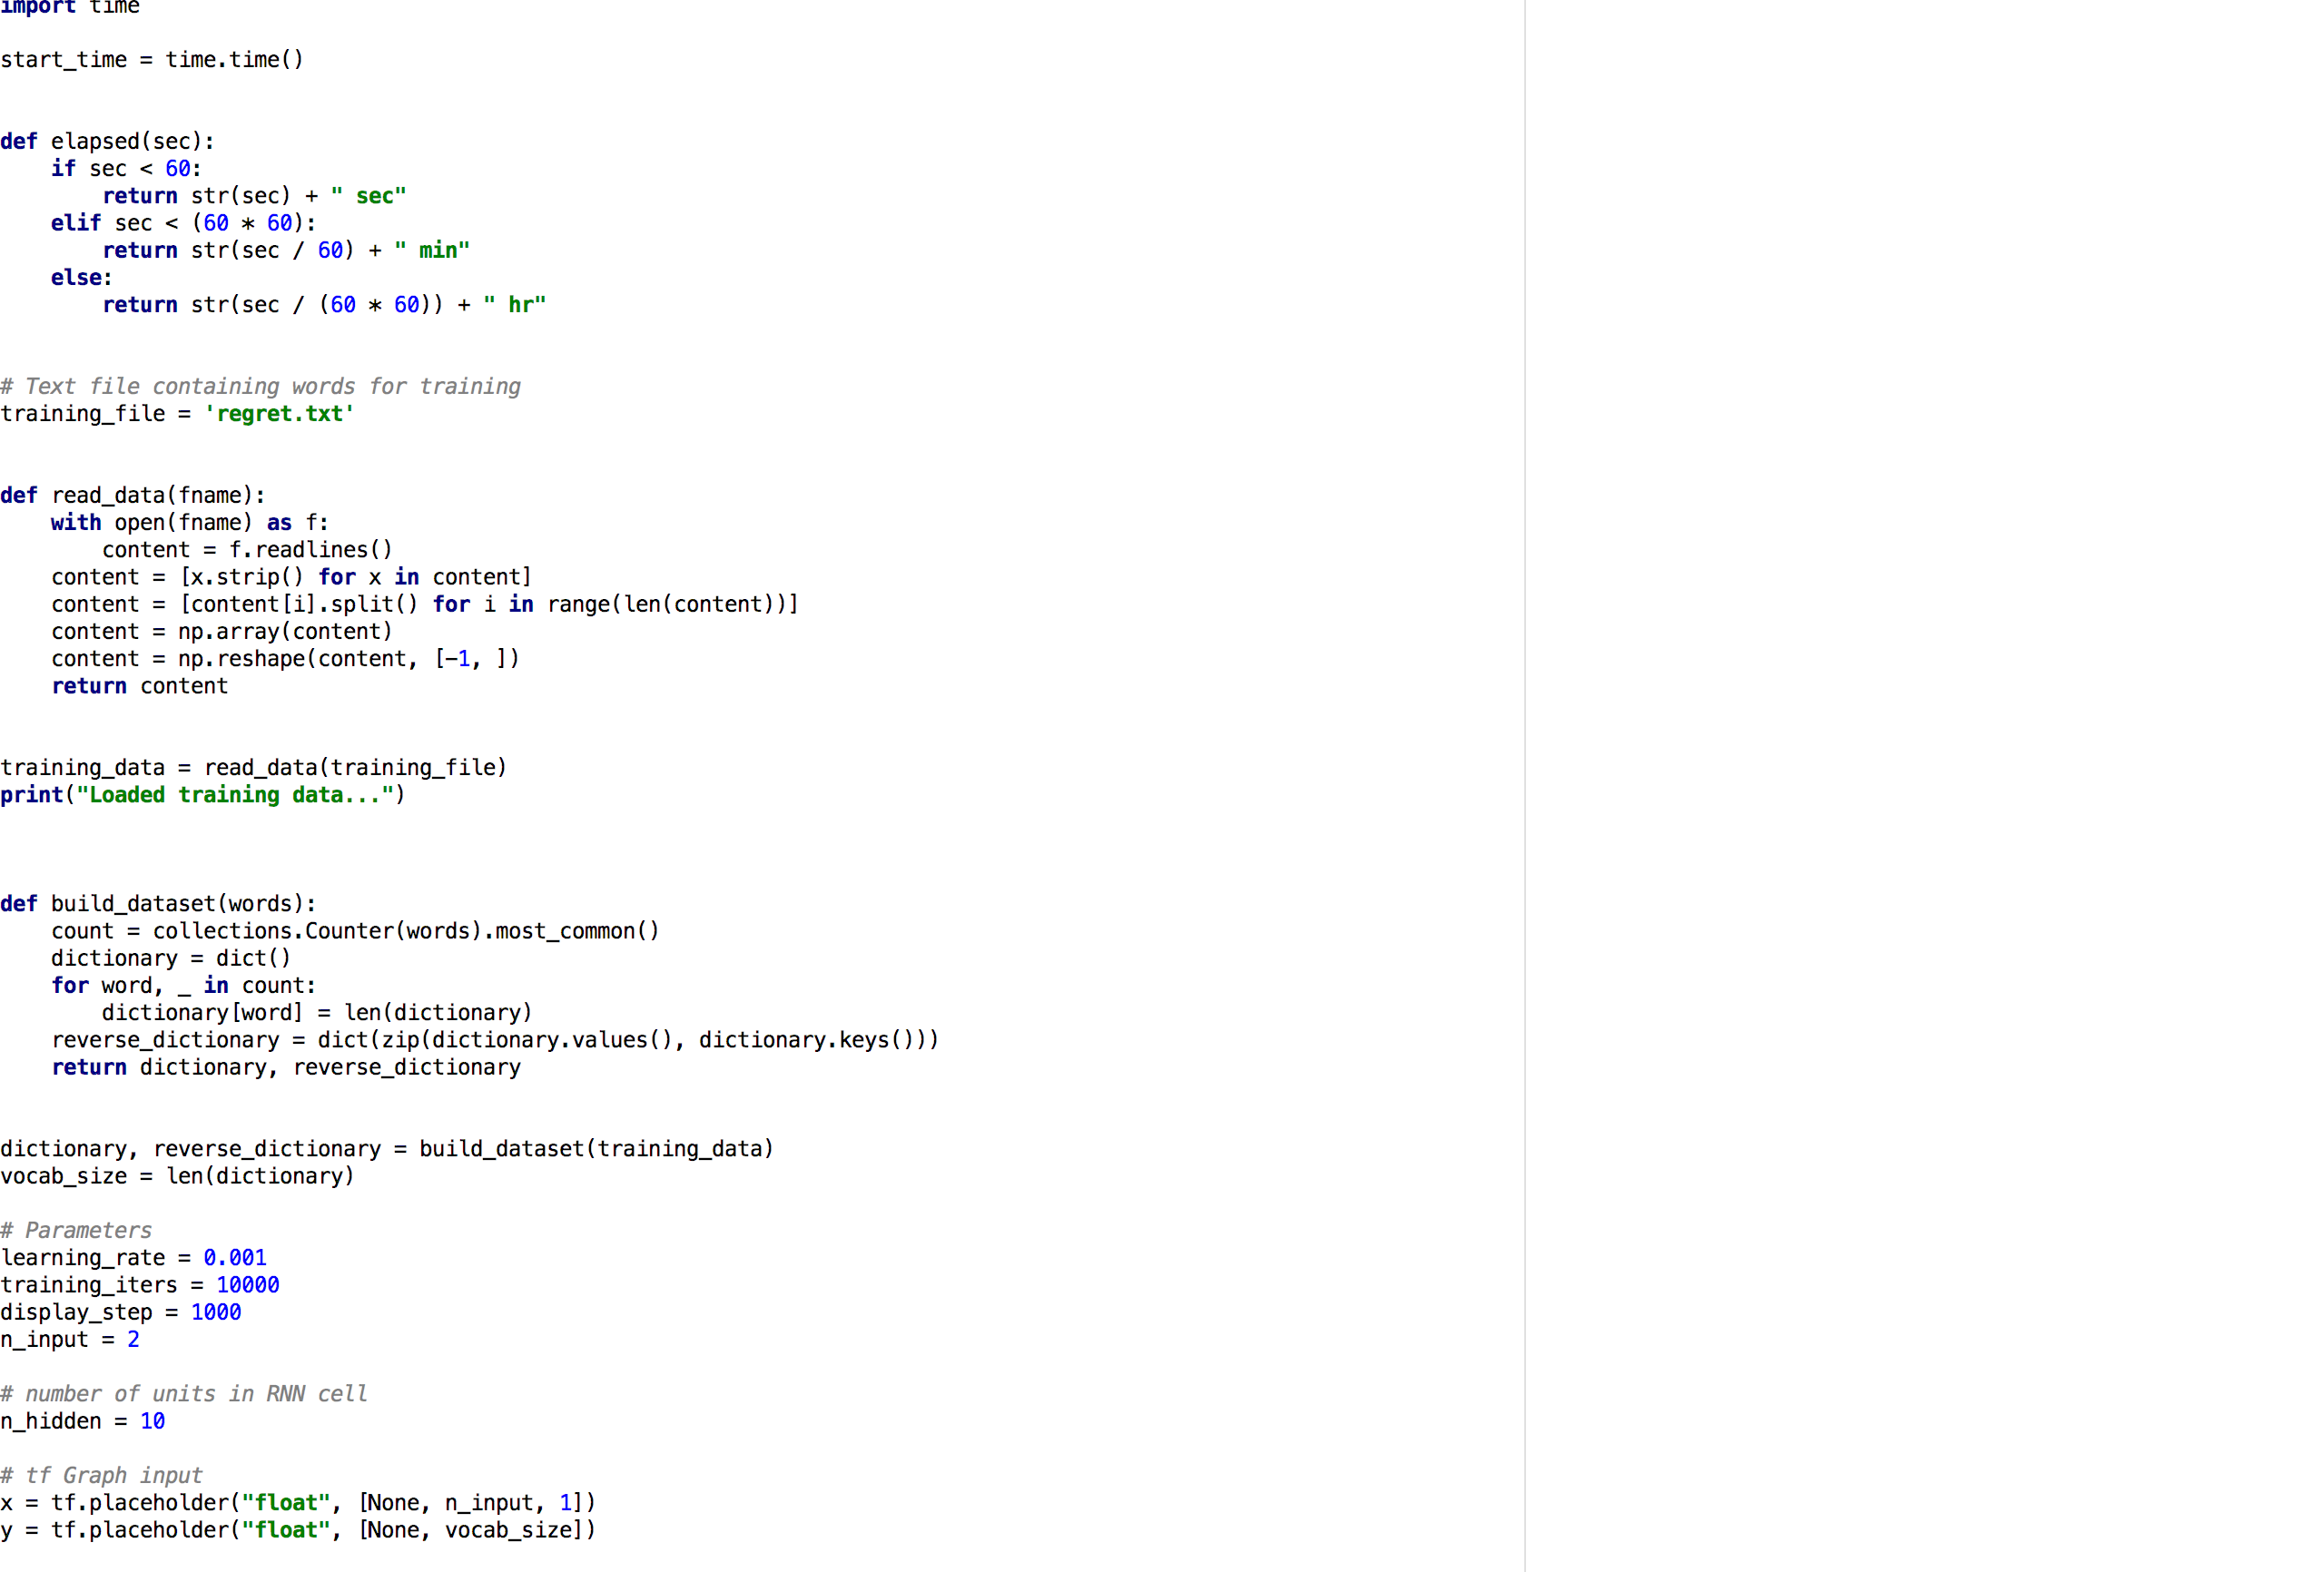 import time
start_time = time.time()
def elapsed(sec):
    if sec < 60:
        return str(sec) + " sec"
    elif sec < (60 * 60):
        return str(sec / 60) + " min"
    else:
        return str(sec / (60 * 60)) + " hr"
# Text file containing words for training
training_file = 'regret.txt'
def read_data(fname):
    with open(fname) as f:
        content = f.readlines()
    content = [x.strip() for x in content]
    content = [content[i].split() for i in range(len(content))]
    content = np.array(content)
    content = np.reshape(content, [-1, ])
    return content
training_data = read_data(training_file)
print("Loaded training data...")
def build_dataset(words):
    count = collections.Counter(words).most_common()
    dictionary = dict()
    for word, _ in count:
        dictionary[word] = len(dictionary)
    reverse_dictionary = dict(zip(dictionary.values(), dictionary.keys()))
    return dictionary, reverse_dictionary
dictionary, reverse_dictionary = build_dataset(training_data)
vocab_size = len(dictionary)
# Parameters
learning_rate = 0.001
training_iters = 10000
display_step = 1000
n_input = 2
# number of units in RNN cell
n_hidden = 10
# tf Graph input
x = tf.placeholder("float", [None, n_input, 1])
y = tf.placeholder("float", [None, vocab_size])